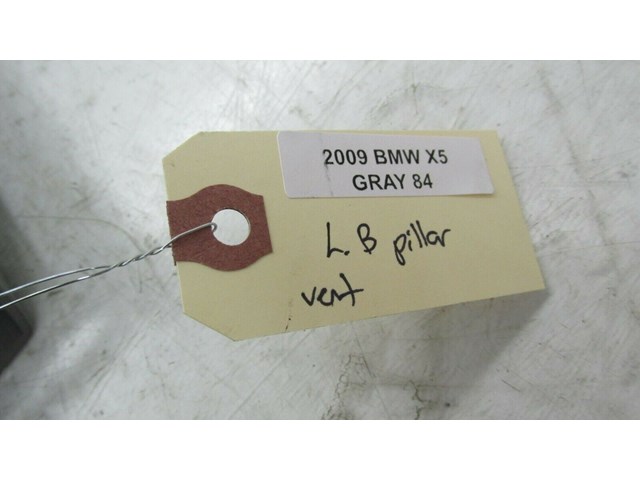 2009 BMW X5
GRAY 84
L. B pillar
vent